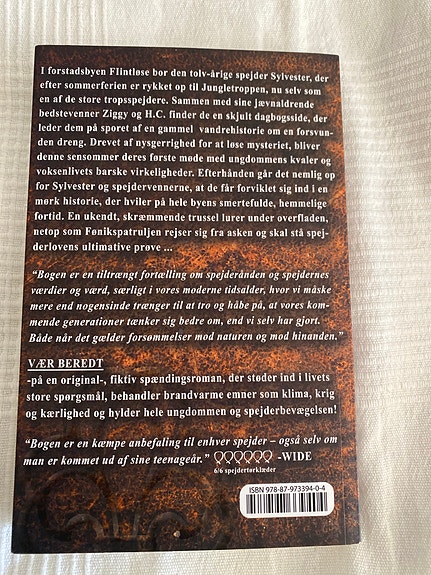 I forstadsbyen Flintløse bor den tolv-årige spejder Sylvester, der
efter sommerferien er rykket op til Jungletroppen, nu selv som
en af de store tropsspejdere. Sammen med sine jævnaldrende
bedstevenner Ziggy og H.C. finder de en skjult dagbogsside, der
leder dem på sporet af en gammel vandrehistorie om en forsvun-
den dreng. Drevet af nysgerrighed for at løse mysteriet, bliver
denne sensommer deres første møde med ungdommens kvaler og
voksenlivets barske virkeligheder. Efterhånden går det nemlig op
for Sylvester og spejdervennerne, at de får forviklet sig ind i en
mørk historie, der hviler på hele byens smertefulde, hemmelige
fortid. En ukendt, skræmmende trussel lurer under overfladen,
netop som Fønikspatruljen rejser sig fra asken og skal stå spej-
derlovens ultimative prøve ...
“Bogen er en tiltrængt fortælling om spejderånden og spejdernes
værdier og værd, særligt i vores moderne tidsalder, hvor vi måske
mere end nogensinde trænger til at tro og håbe på, at vores kom-
mende generationer tænker sig bedre om, end vi selv har gjort.
Både når det gælder forsømmelser mod naturen og mod hinanden.”
VÆR BEREDT
-på en original-, fiktiv spændingsroman, der støder ind i livets
store spørgsmål, behandler brandvarme emner som klima, krig
og kærlighed og hylder hele ungdommen og spejderbevægelsen!
“Bogen er en kæmpe anbefaling til enhver spejder – også selv om
man er kommet ud af sine teenageår.” -WIDE
6/6 spejdertørklæder
ISBN 978-87-973394-0-4